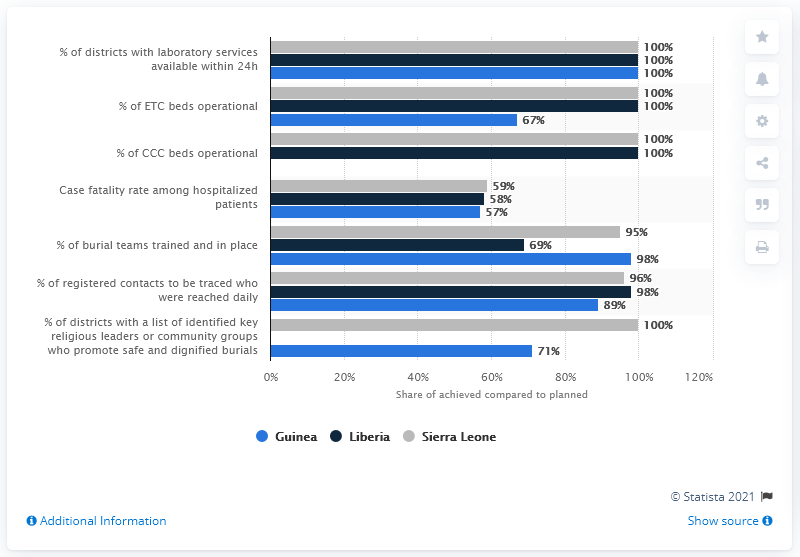 % of districts with laboratory services
available within 24h
100%
100%
100%
% of ETC beds operational
100%
100%
67%
% of CCC beds operational
100%
100%
Case fatality rate among hospitalized
patients
59%
58%
57%
% of burial teams trained and in place
95%
69%
98%
% of registered contacts to be traced who
were reached daily
96%
98%
89%
% of districts with a list of identified key
religious leaders or community groups
who promote safe and dignified burials
100%
71%
0% 20% 40% 60% 80% 100% 120%
Share of achieved compared to planned
Guinea Liberia Sierra Leone
© Statista 2021
Additional Information
Show source